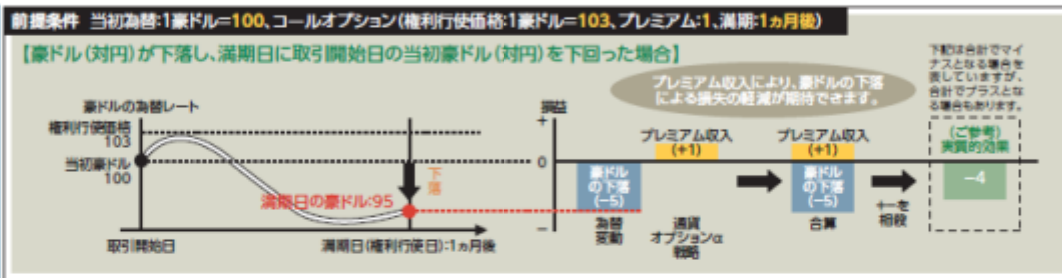 前提条件 当初為替:1豪ドル=100、コールオプション(権利行使価格:1豪ドル=103、プレミアム:1、満期:1ヵ月後)
【豪ドル(対円)が下落し、満期日に取引開始日の当初豪ドル(対円)を下回った場合】
プレミアム収入により、豪ドルの下落
による損失の軽減が期待できます。
下記は合計でマイ
ナスとなる場合を
表していますが、
合計でプラスとな
る場合もあります。
豪ドルの為替レート
権利行使価格
103
当初豪ドル
100
下落
満期日の豪ドル:95
取引開始日
満期日(権利行使日):1ヵ月後
損益
+
0
−
プレミアム収入
(+1)
豪ドル
の下落
(−5)
為替
変動
通貨
オプションα
戦略
プレミアム収入
(+1)
豪ドル
の下落
(−5)
合算
+−を
相殺
(ご参考)
実質的効果
−4